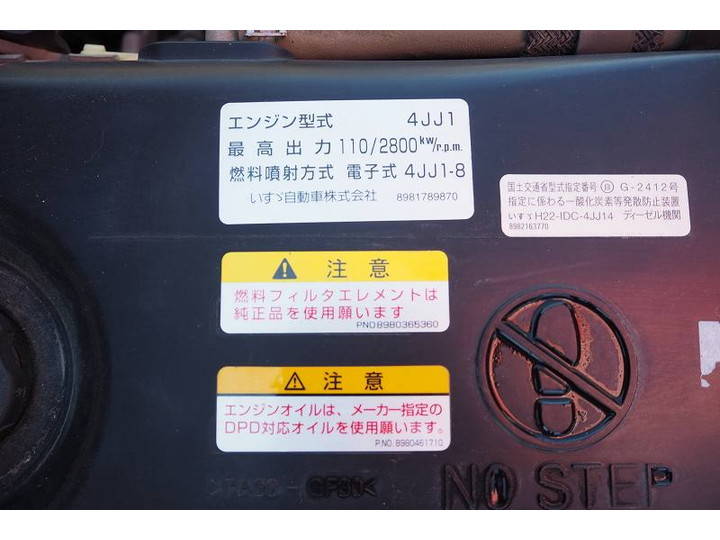 エンジン型式 4JJ1
最高出力 110/2800kw/r.p.m.
燃料噴射方式 電子式 4JJ1-8
いすゞ自動車株式会社 8981789870
国土交通省型式指定番号 自 G-2412号
指定に係わる一酸化炭素等発散防止装置
いすゞH22-IDC-4JJ14 ディーゼル機関
8982163770
注意
燃料フィルタエレメントは
純正品を使用願います
PNO8980365360
注意
エンジンオイルは、メーカー指定の
DPD対応オイルを使用願います。
P.NO. 8980461710
>PA66-GF30<
NO STEP